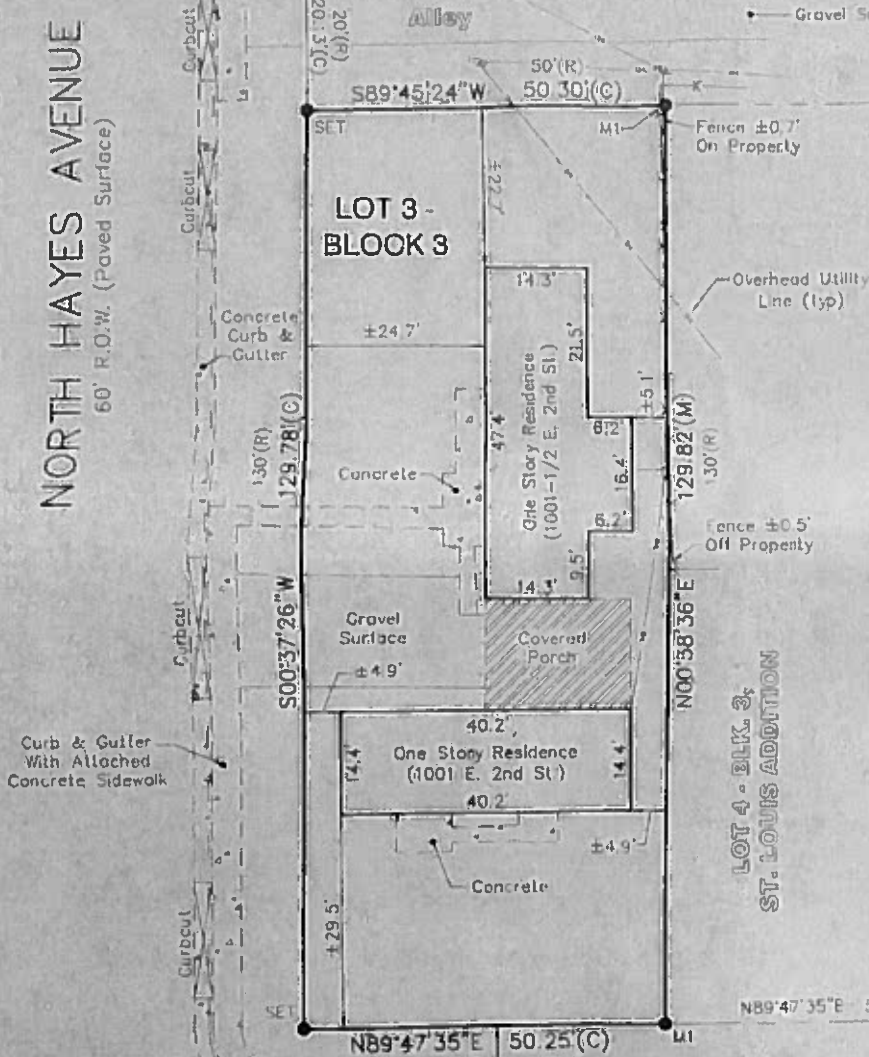 Curbcut
20'(R)
20.13'(C)
Alley
Gravel
50'(R)
S89°45'24"W 50.30'(C)
SET
M1
Fence ±0.7'
On Property
NORTH HAYES AVENUE
60' R.O.W. (Paved Surface)
Curbcut
±22.7'
LOT 3 -
BLOOK 3
14.3'
Overhead Utility
Line (typ)
Concrete
Curb &
Gutter
±24.7'
21.5'
One Story Residence
(1001-1/2 E. 2nd St.)
47.4'
±5.1'
6.2'
16.4'
6.2'
9.5'
14.3'
130'(R)
129.78'(C)
S00°37'26"W
129.82'(M)
130'(R)
N00°38'36"E
Concrete
Fence ±0.5'
Off Property
Curbcut
Gravel
Surface
Covered
Porch
±4.9'
40.2'
Curb & Gutter
With Attached
Concrete Sidewalk
14.4'
One Story Residence
(1001 E. 2nd St.)
14.4'
40.2'
±4.9'
LOT 4 - BLK. 3,
ST. LOUIS ADDITION
Concrete
±29.5'
Curbcut
SET
N89°47'35"E
N89°47'35"E 50.25'(C)
M1